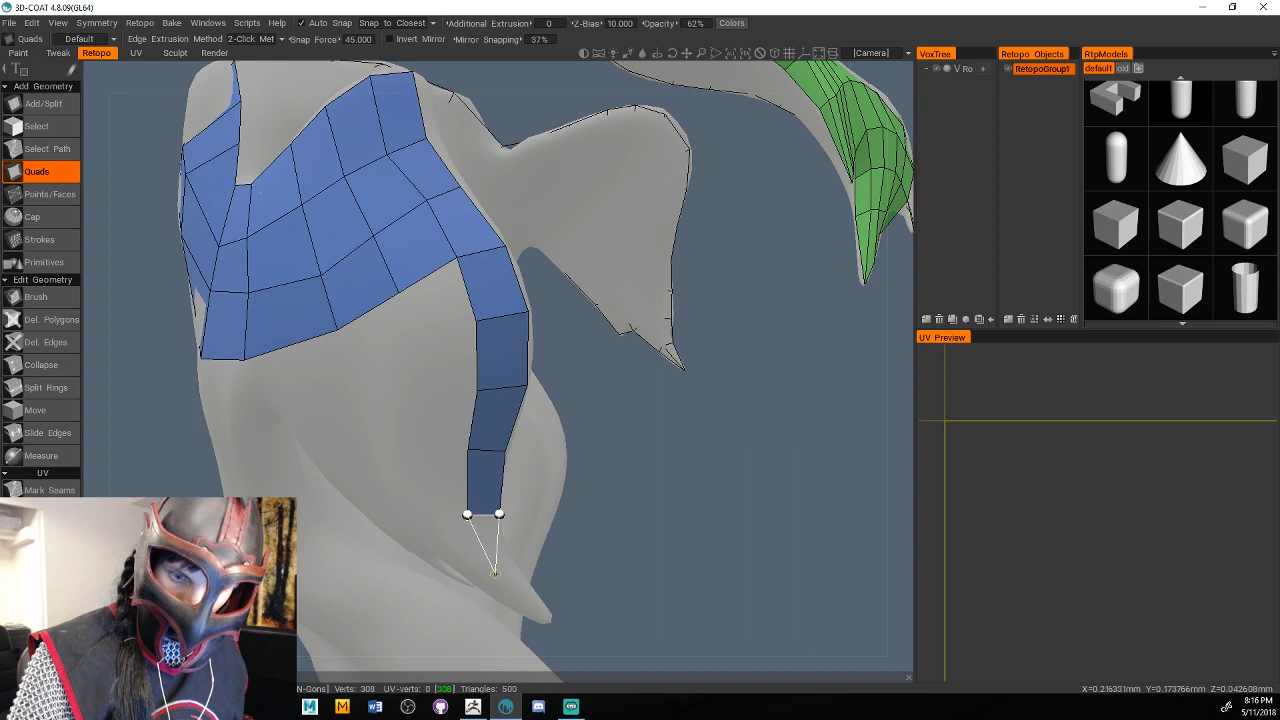 3D-COAT 4.8.09(GL64)
File Edit View Textures Symmetry Retopo Bake Windows Scripts Help Auto Snap Snap to Closest Additional Extrusion 0 Z-Bias 10.000 Opacity 62% Colors
Quads Default Edge Extrusion Method 2-Click Met Snap Force 45.000 Invert Mirror Mirror Snapping 37%
Paint Tweak Retopo UV Sculpt Render [Camera] VoxTree Retopo Objects RtpModels
V Ro + RetopoGroup1 default old
Add Geometry
Add/Split
Select
Select Path
Quads
Points/Faces
Cap
Strokes
Primitives
Edit Geometry
Brush
Del. Polygons
Del. Edges
Collapse
Split Rings
Move
Slide Edges
Measure
UV
Mark Seams
UV Preview
N-Gons] Verts: 308 UV-verts: 0 [308] Triangles: 500 X=0.216331mm Y=0.173766mm Z=0.042608mm
8:16 PM
5/11/2018